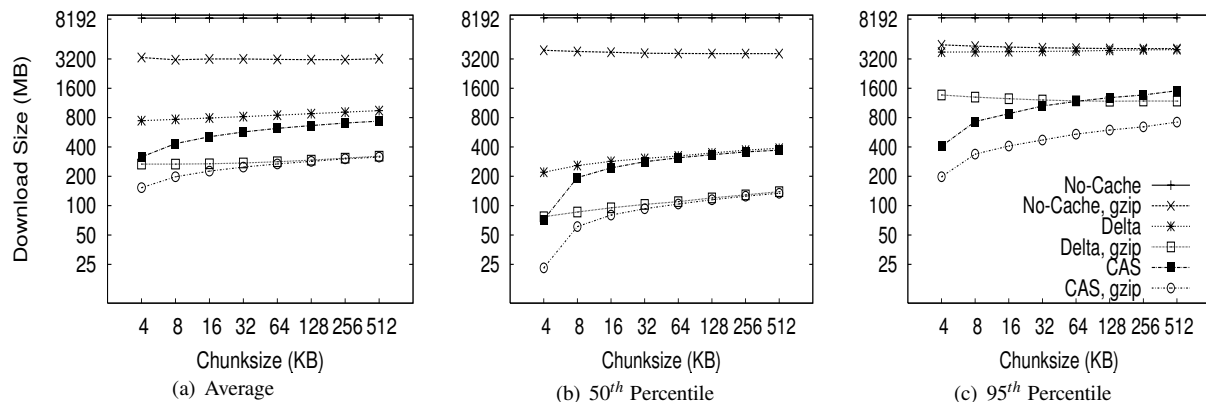 Download Size (MB)
8192
3200
1600
800
400
200
100
50
25
4 8 16 32 64 128 256 512
Chunksize (KB)
(a) Average
8192
3200
1600
800
400
200
100
50
25
4 8 16 32 64 128 256 512
Chunksize (KB)
(b) 50th Percentile
8192
3200
1600
800
400
200
100
50
25
No-Cache
No-Cache, gzip
Delta
Delta, gzip
CAS
CAS, gzip
4 8 16 32 64 128 256 512
Chunksize (KB)
(c) 95th Percentile